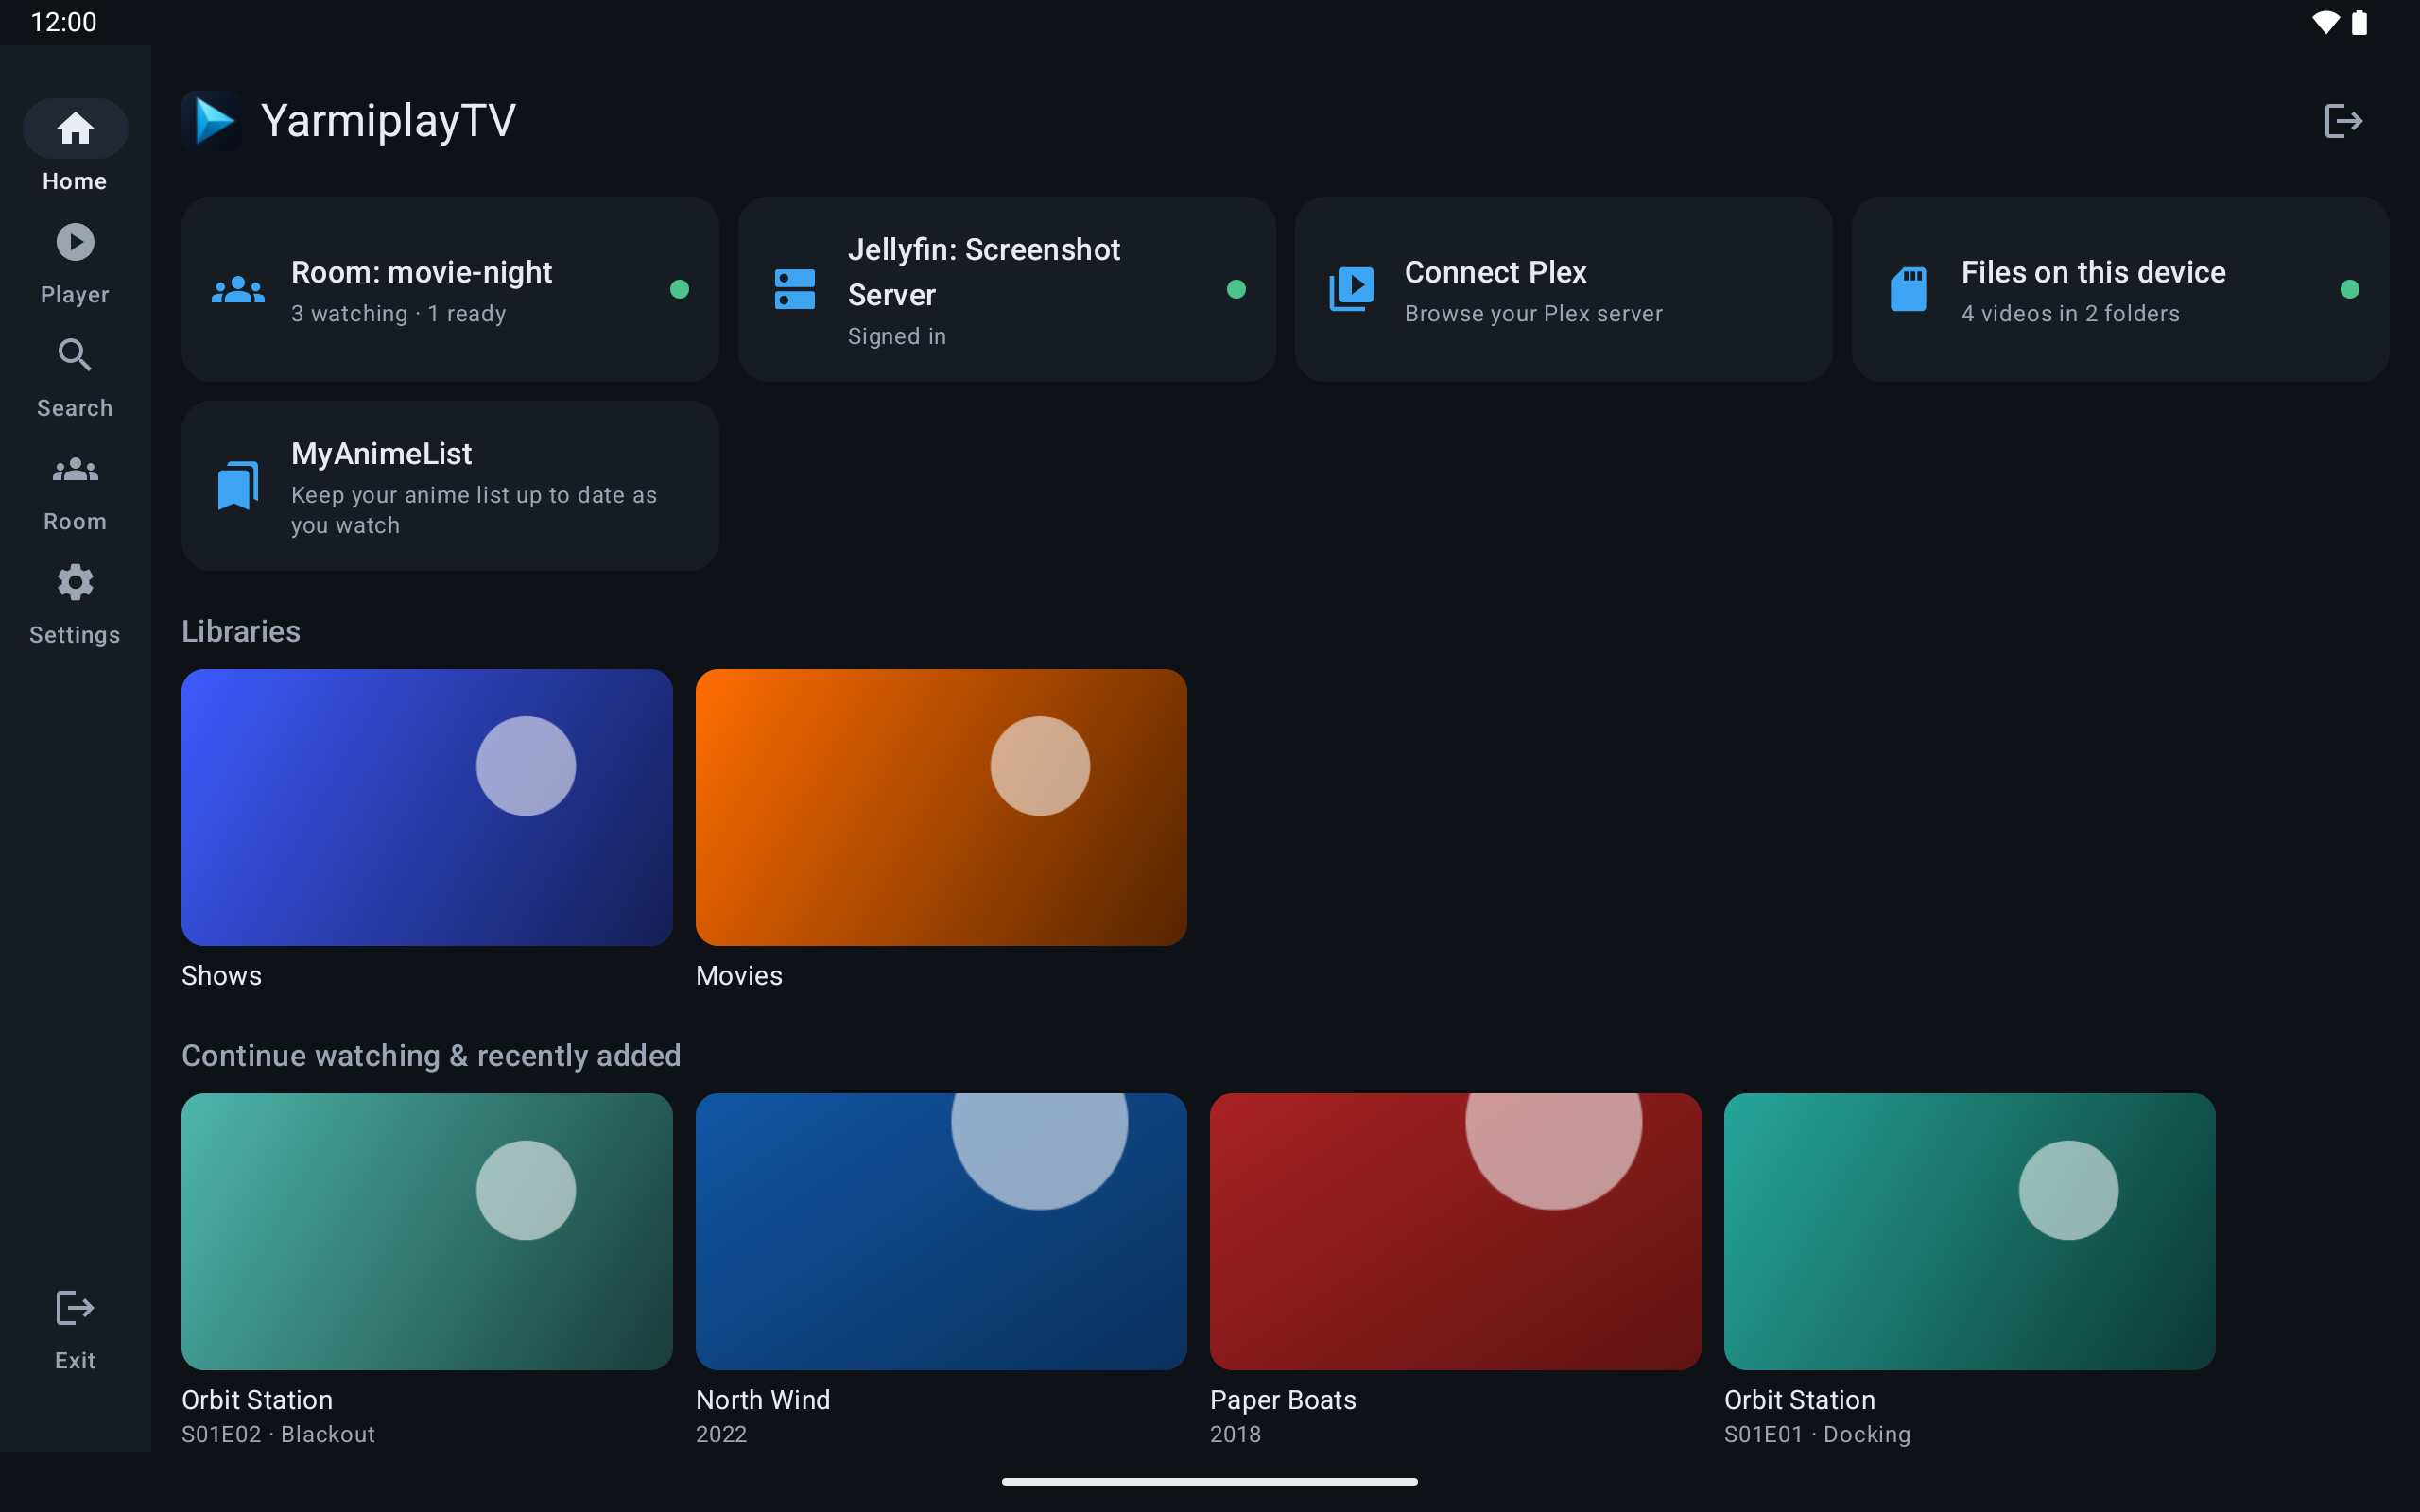 12:00
YarmiplayTV
Home
Player
Search
Room
Settings
Exit
Room: movie-night
3 watching · 1 ready
Jellyfin: Screenshot
Server
Signed in
Connect Plex
Browse your Plex server
Files on this device
4 videos in 2 folders
MyAnimeList
Keep your anime list up to date as
you watch
Libraries
Shows
Movies
Continue watching & recently added
Orbit Station
S01E02 · Blackout
North Wind
2022
Paper Boats
2018
Orbit Station
S01E01 · Docking